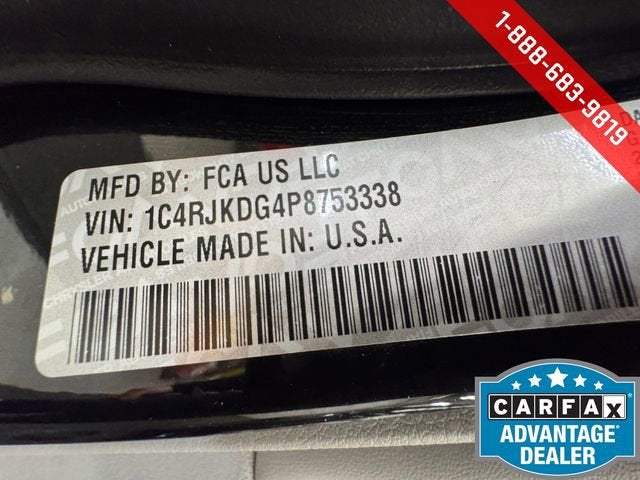 1-888-683-9819
MFD BY: FCA US LLC
VIN: 1C4RJKDG4P8753338
VEHICLE MADE IN: U.S.A.
CARFAX
ADVANTAGE
DEALER